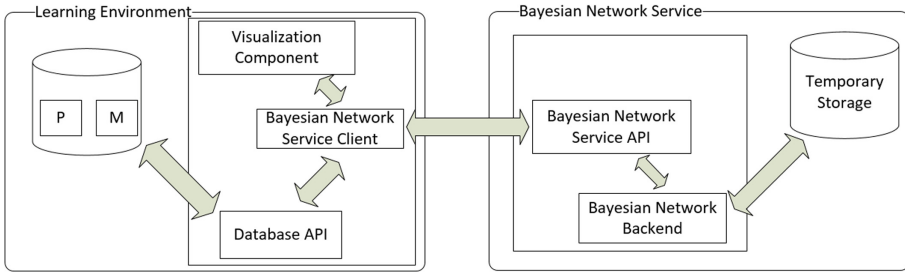 Learning Environment
Visualization
Component
P
M
Bayesian Network
Service Client
Database API
Bayesian Network Service
Bayesian Network
Service API
Temporary
Storage
Bayesian Network
Backend